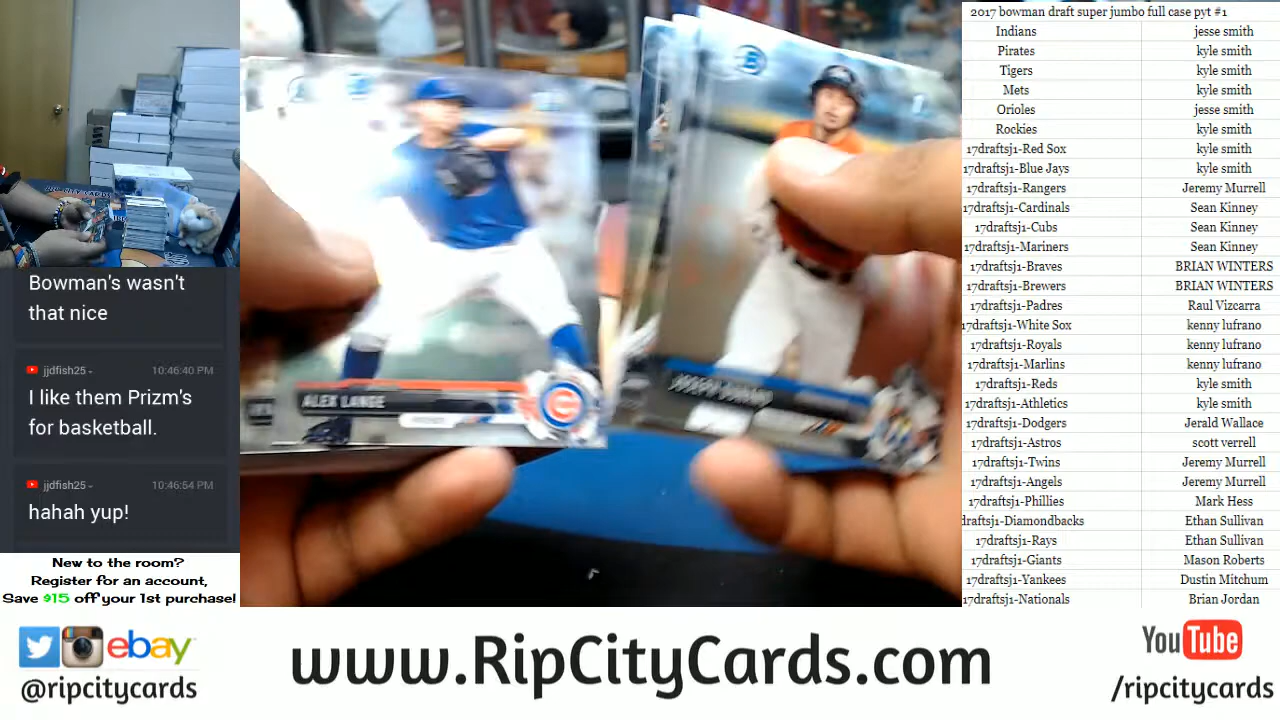 2017 bowman draft super jumbo full case pyt #1
Indians jesse smith
Pirates kyle smith
Tigers kyle smith
Mets kyle smith
Orioles jesse smith
Rockies kyle smith
17draftsj1-Red Sox kyle smith
17draftsj1-Blue Jays kyle smith
17draftsj1-Rangers Jeremy Murrell
17draftsj1-Cardinals Sean Kinney
17draftsj1-Cubs Sean Kinney
17draftsj1-Mariners Sean Kinney
17draftsj1-Braves BRIAN WINTERS
17draftsj1-Brewers BRIAN WINTERS
17draftsj1-Padres Raul Vizcarra
17draftsj1-White Sox kenny lufrano
17draftsj1-Royals kenny lufrano
17draftsj1-Marlins kenny lufrano
17draftsj1-Reds kyle smith
17draftsj1-Athletics kyle smith
17draftsj1-Dodgers Jerald Wallace
17draftsj1-Astros scott verrell
17draftsj1-Twins Jeremy Murrell
17draftsj1-Angels Jeremy Murrell
17draftsj1-Phillies Mark Hess
draftsj1-Diamondbacks Ethan Sullivan
17draftsj1-Rays Ethan Sullivan
17draftsj1-Giants Mason Roberts
17draftsj1-Yankees Dustin Mitchum
17draftsj1-Nationals Brian Jordan
Bowman's wasn't
that nice
jjdfish25 - 10:46:40 PM
I like them Prizm's
for basketball.
jjdfish25 - 10:46:54 PM
hahah yup!
ALEX LANGE
C
New to the room?
Register for an account,
Save $15 off your 1st purchase!
ebay
@ripcitycards
www.RipCityCards.com
YouTube
/ripcitycards